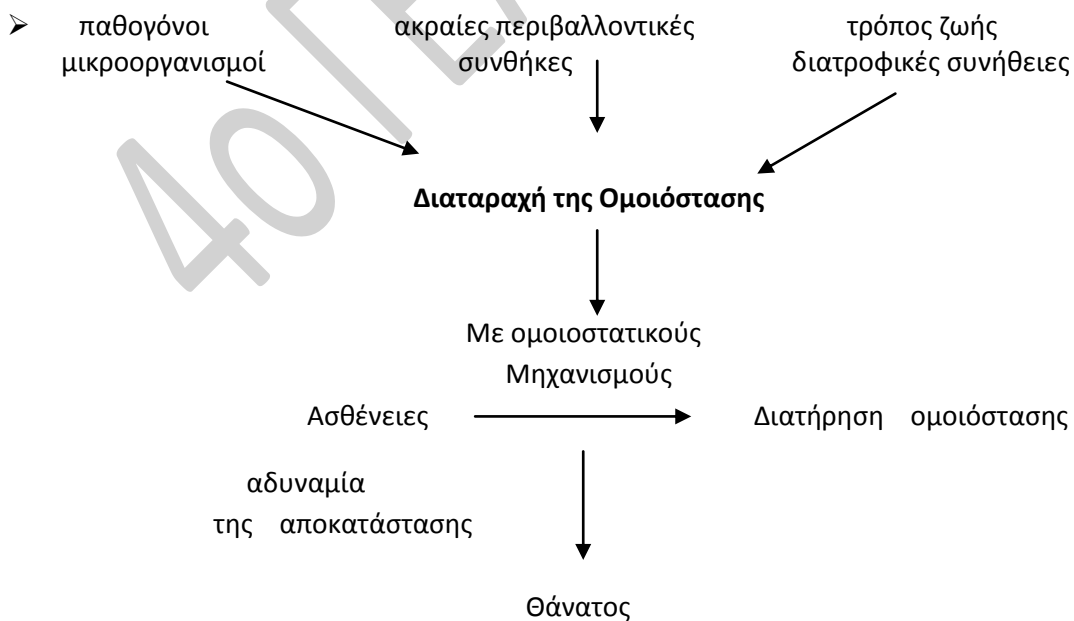 ➢ παθογόνοι ακραίες περιβαλλοντικές τρόπος ζωής
μικροοργανισμοί συνθήκες διατροφικές συνήθειες
Διαταραχή της Ομοιόστασης
Με ομοιοστατικούς
Μηχανισμούς
Ασθένειες Διατήρηση ομοιόστασης
αδυναμία
της αποκατάστασης
Θάνατος
4ο